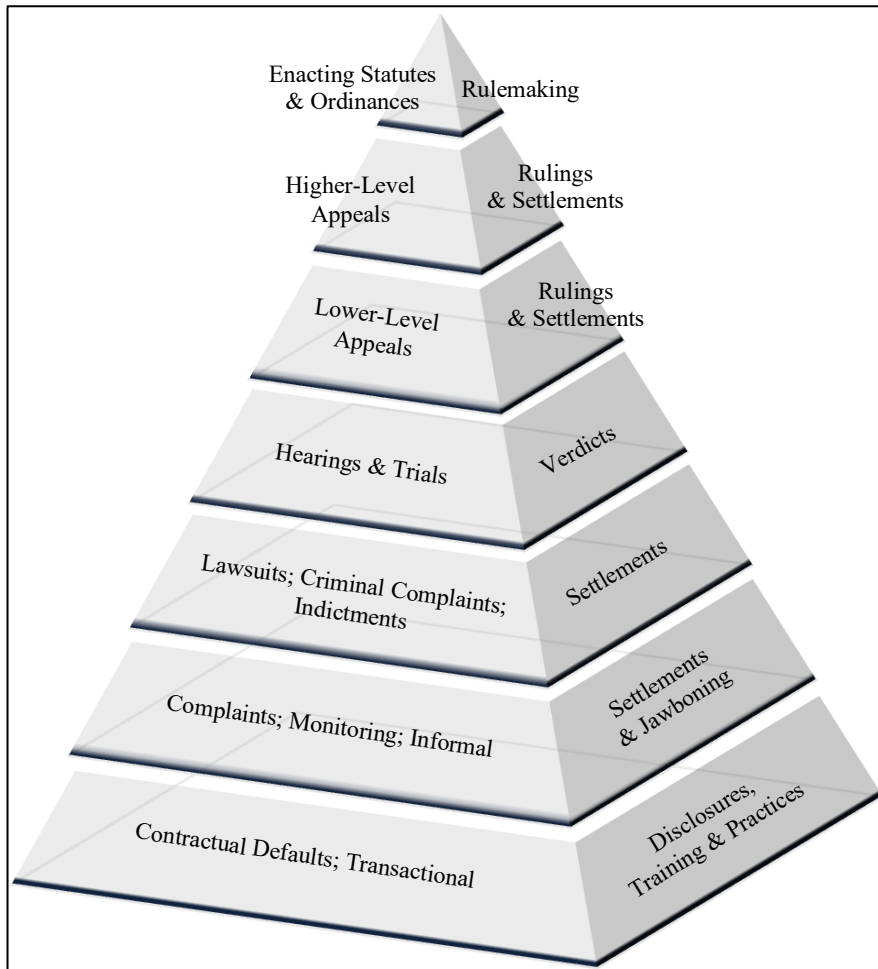 Enacting Statutes
& Ordinances
Rulemaking
Higher-Level
Appeals
Rulings
& Settlements
Lower-Level
Appeals
Rulings
& Settlements
Hearings & Trials
Verdicts
Lawsuits; Criminal Complaints;
Indictments
Settlements
Complaints; Monitoring; Informal
Settlements
& Jawboning
Contractual Defaults; Transactional
Disclosures,
Training & Practices